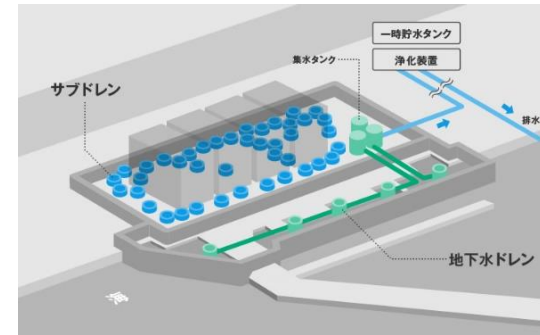 一時貯水タンク
集水タンク
浄化装置
サブドレン
排水
地下水ドレン